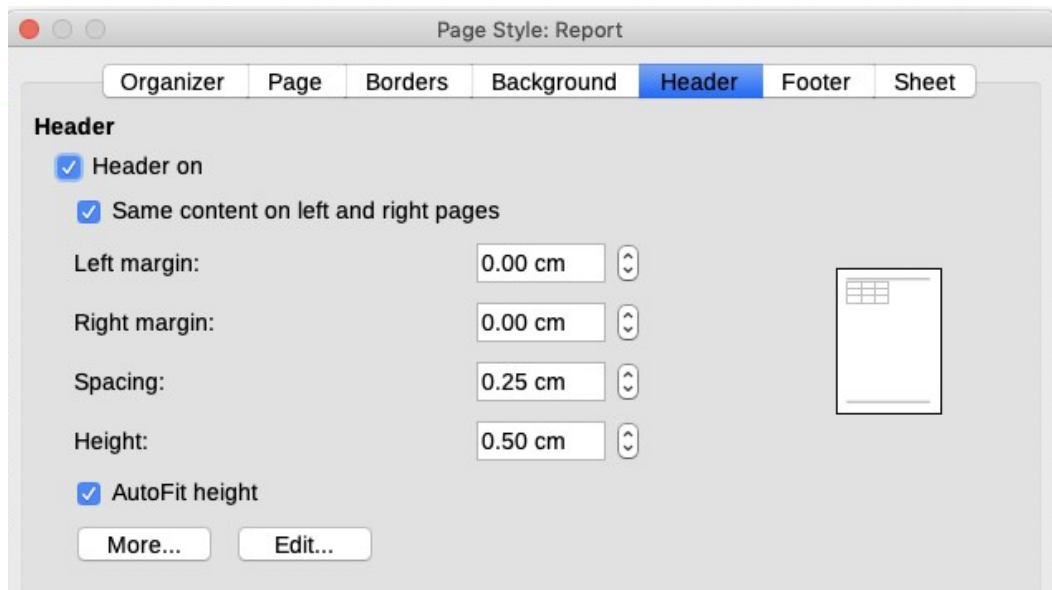 Page Style: Report
Organizer Page Borders Background Header Footer Sheet
Header
Header on
Same content on left and right pages
Left margin: 0.00 cm
Right margin: 0.00 cm
Spacing: 0.25 cm
Height: 0.50 cm
AutoFit height
More... Edit...